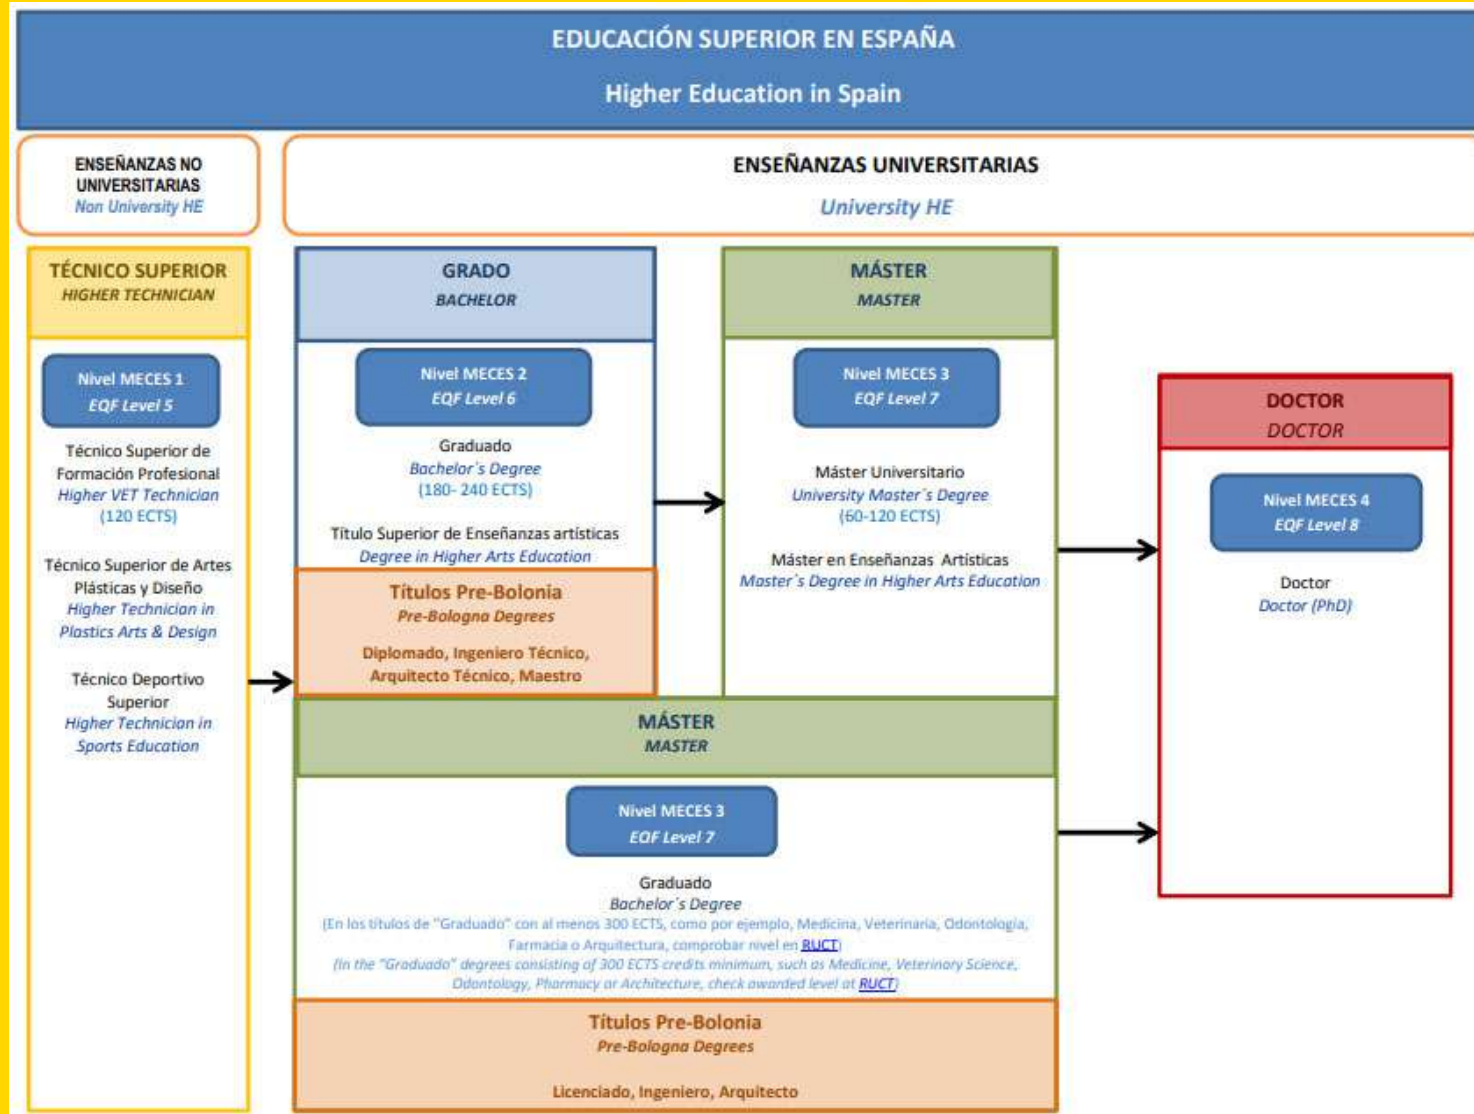 EDUCACIÓN SUPERIOR EN ESPAÑA
Higher Education in Spain
ENSEÑANZAS NO
UNIVERSITARIAS
Non University HE
ENSEÑANZAS UNIVERSITARIAS
University HE
TÉCNICO SUPERIOR
HIGHER TECHNICIAN
Nivel MECES 1
EQF Level 5
Técnico Superior de
Formación Profesional
Higher VET Technician
(120 ECTS)
Técnico Superior de Artes
Plásticas y Diseño
Higher Technician in
Plastics Arts & Design
Técnico Deportivo
Superior
Higher Technician in
Sports Education
GRADO
BACHELOR
Nivel MECES 2
EQF Level 6
Graduado
Bachelor´s Degree
(180- 240 ECTS)
Título Superior de Enseñanzas artísticas
Degree in Higher Arts Education
Títulos Pre-Bolonia
Pre-Bologna Degrees
Diplomado, Ingeniero Técnico,
Arquitecto Técnico, Maestro
MÁSTER
MASTER
Nivel MECES 3
EQF Level 7
Máster Universitario
University Master´s Degree
(60-120 ECTS)
Máster en Enseñanzas Artísticas
Master´s Degree in Higher Arts Education
MÁSTER
MASTER
Nivel MECES 3
EQF Level 7
Graduado
Bachelor´s Degree
(En los títulos de "Graduado" con al menos 300 ECTS, como por ejemplo, Medicina, Veterinaria, Odontología,
Farmacia o Arquitectura, comprobar nivel en RUCT)
(In the "Graduado" degrees consisting of 300 ECTS credits minimum, such as Medicine, Veterinary Science,
Odontology, Pharmacy or Architecture, check awarded level at RUCT)
Títulos Pre-Bolonia
Pre-Bologna Degrees
Licenciado, Ingeniero, Arquitecto
DOCTOR
DOCTOR
Nivel MECES 4
EQF Level 8
Doctor
Doctor (PhD)